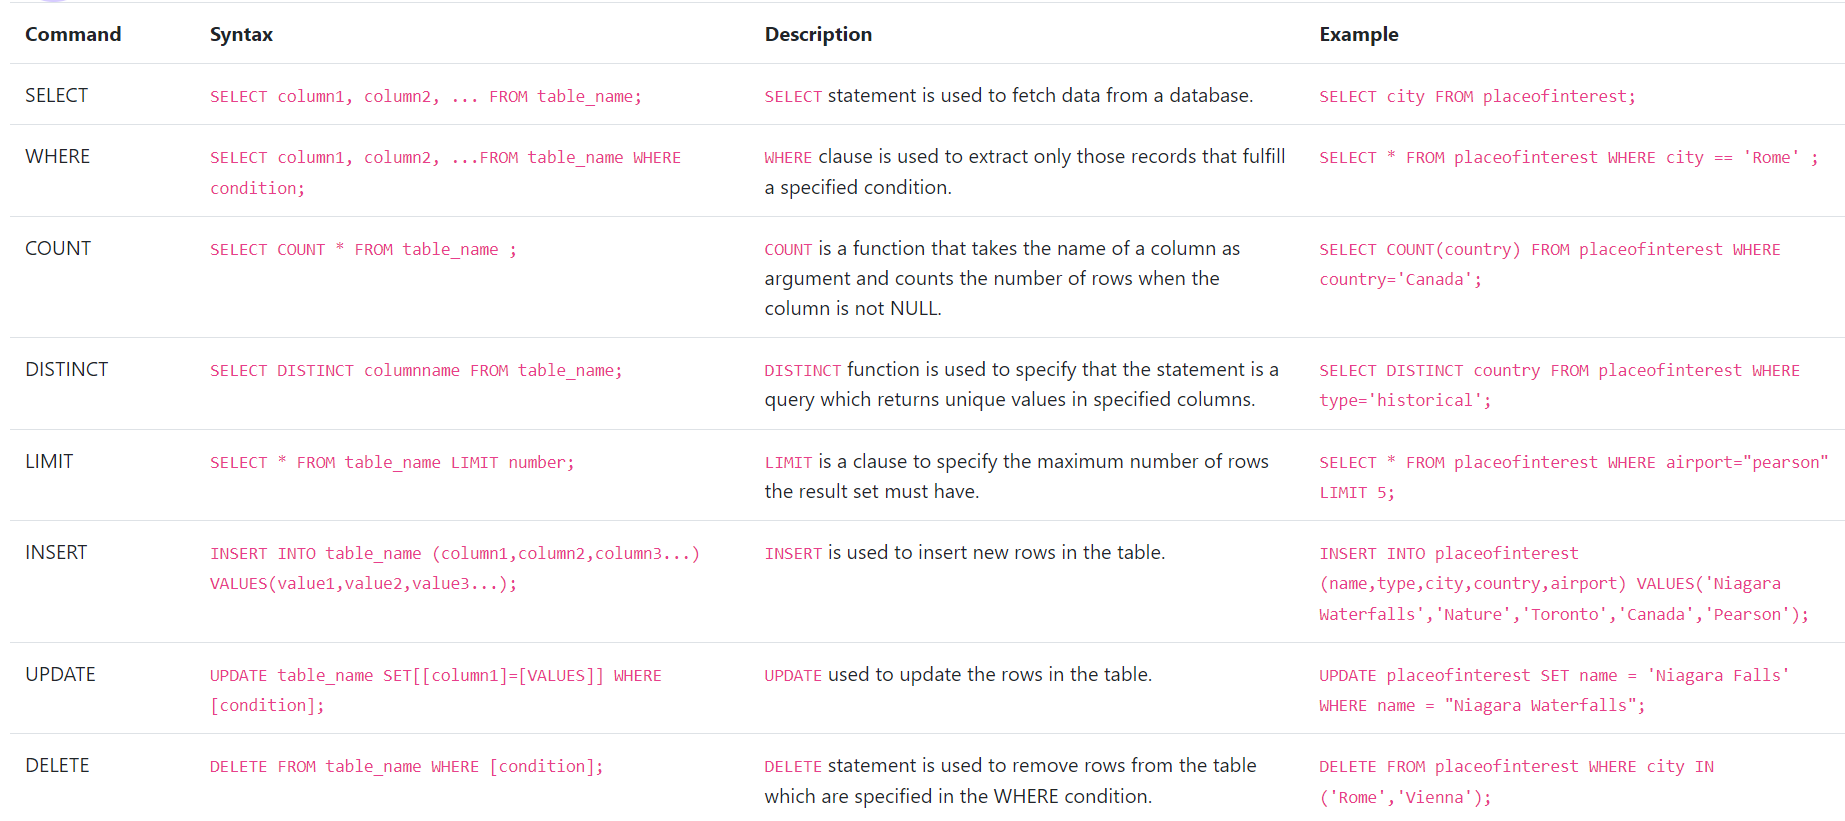 Command Syntax Description Example
SELECT SELECT column1, column2, ... FROM table_name; SELECT statement is used to fetch data from a database. SELECT city FROM placeofinterest;
WHERE SELECT column1, column2, ...FROM table_name WHERE
condition;
WHERE clause is used to extract only those records that fulfill
a specified condition.
SELECT * FROM placeofinterest WHERE city == 'Rome' ;
COUNT SELECT COUNT * FROM table_name ;
COUNT is a function that takes the name of a column as
argument and counts the number of rows when the
column is not NULL.
SELECT COUNT(country) FROM placeofinterest WHERE
country='Canada';
DISTINCT SELECT DISTINCT columnname FROM table_name;
DISTINCT function is used to specify that the statement is a
query which returns unique values in specified columns.
SELECT DISTINCT country FROM placeofinterest WHERE
type='historical';
LIMIT SELECT * FROM table_name LIMIT number;
LIMIT is a clause to specify the maximum number of rows
the result set must have.
SELECT * FROM placeofinterest WHERE airport="pearson"
LIMIT 5;
INSERT INSERT INTO table_name (column1,column2,column3...)
VALUES(value1,value2,value3...);
INSERT is used to insert new rows in the table.
INSERT INTO placeofinterest
(name,type,city,country,airport) VALUES('Niagara
Waterfalls','Nature','Toronto','Canada','Pearson');
UPDATE UPDATE table_name SET[[column1]=[VALUES]] WHERE
[condition];
UPDATE used to update the rows in the table.
UPDATE placeofinterest SET name = 'Niagara Falls'
WHERE name = "Niagara Waterfalls";
DELETE DELETE FROM table_name WHERE [condition];
DELETE statement is used to remove rows from the table
which are specified in the WHERE condition.
DELETE FROM placeofinterest WHERE city IN
('Rome','Vienna');